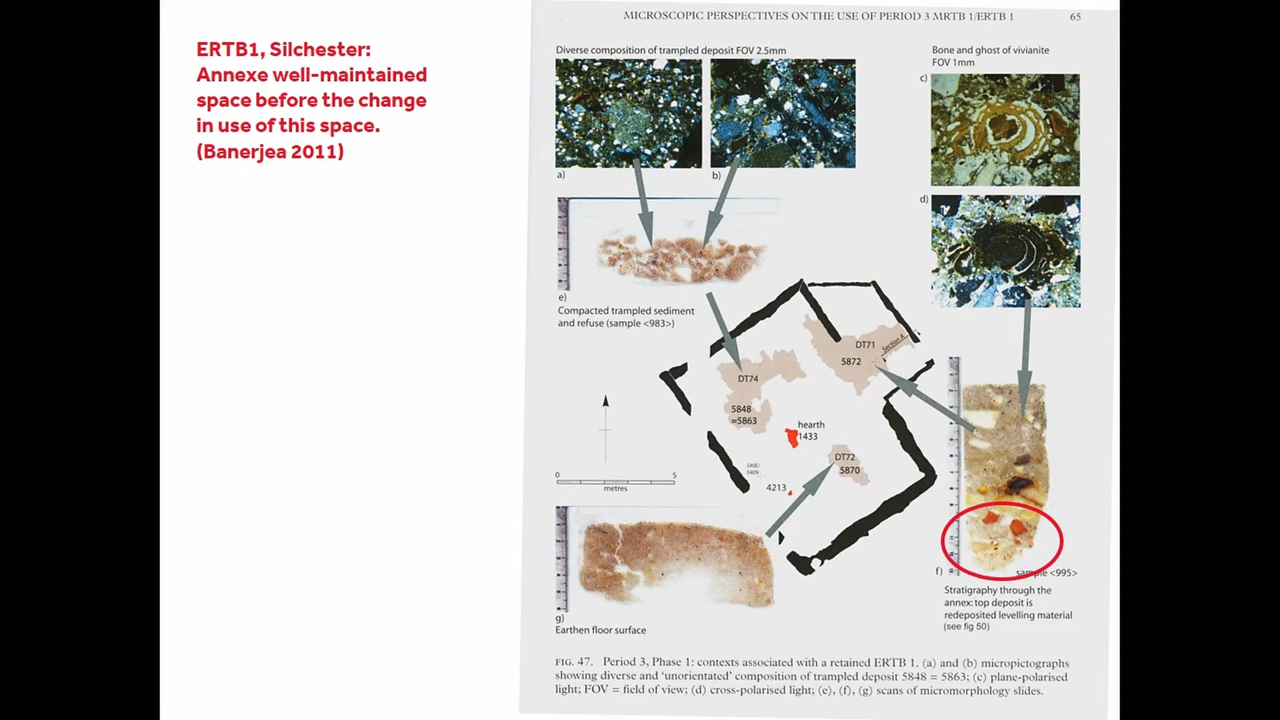 ERTB1, Silchester:
Annexe well-maintained
space before the change
in use of this space.
(Banerjea 2011)
MICROSCOPIC PERSPECTIVES ON THE USE OF PERIOD 3 MRTB 1/ERTB 1 65
Diverse composition of trampled deposit FOV 2.5mm
a)
b)
Bone and ghost of vivianite
FOV 1mm
c)
d)
e)
Compacted trampled sediment
and refuse (sample <983>)
DT71
Section A
5872
DT74
5848
=5863
hearth
1433
DT72
5870
540E/
540N
4213
0 5
metres
g)
Earthen floor surface
f) sample <995>
Stratigraphy through the
annex: top deposit is
redeposited levelling material
(see fig 50)
FIG. 47. Period 3, Phase 1: contexts associated with a retained ERTB 1. (a) and (b) micropictographs
showing diverse and ‘unorientated’ composition of trampled deposit 5848 = 5863; (c) plane-polarised
light; FOV = field of view; (d) cross-polarised light; (e), (f), (g) scans of micromorphology slides.